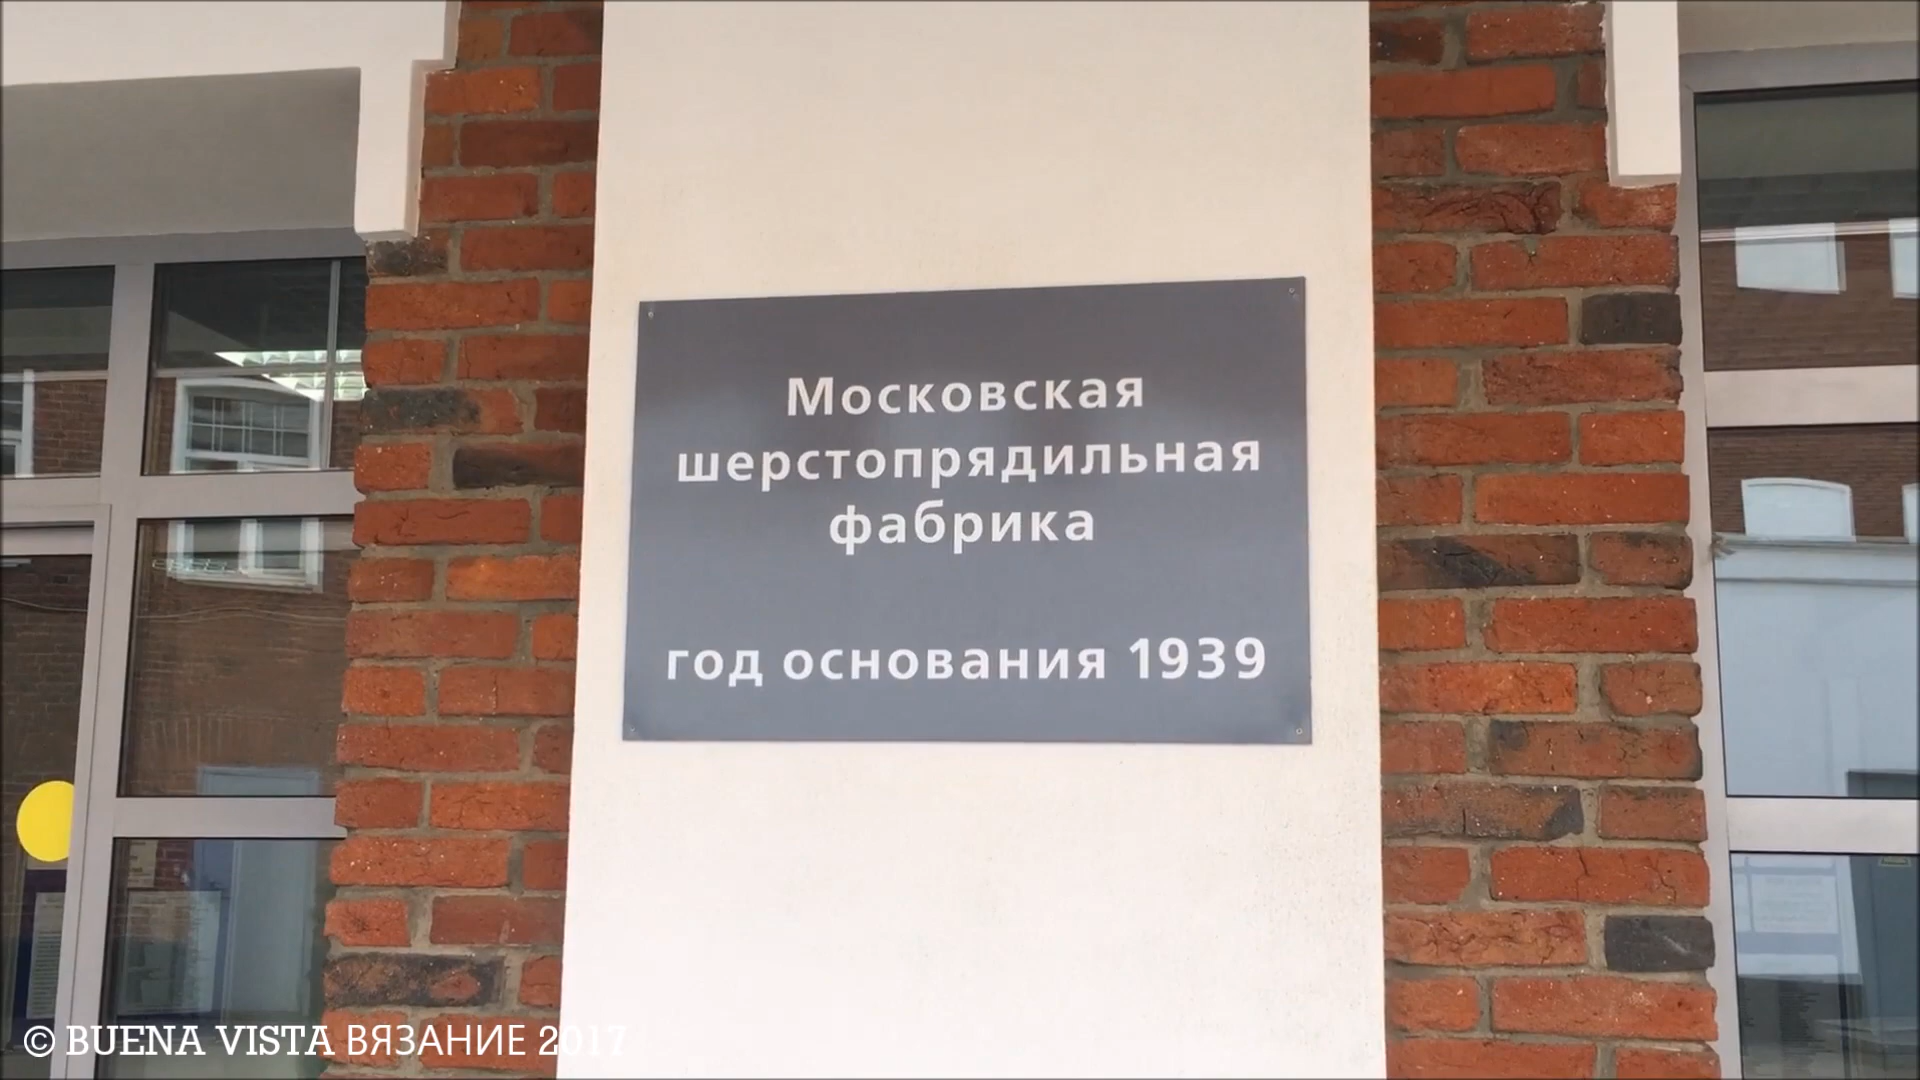 Московская
шерстопрядильная
фабрика
год основания 1939
© BUENA VISTA ВЯЗАНИЕ 2017